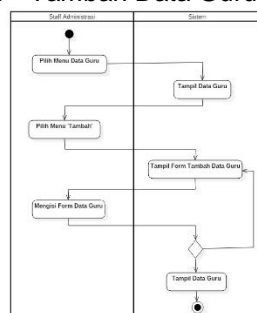 Tambah Data Guru
Staff Administrasi
Sistem
Pilih Menu Data Guru
Tampil Data Guru
Pilih Menu 'Tambah'
Tampil Form Tambah Data Guru
Mengisi Form Data Guru
Tampil Data Guru